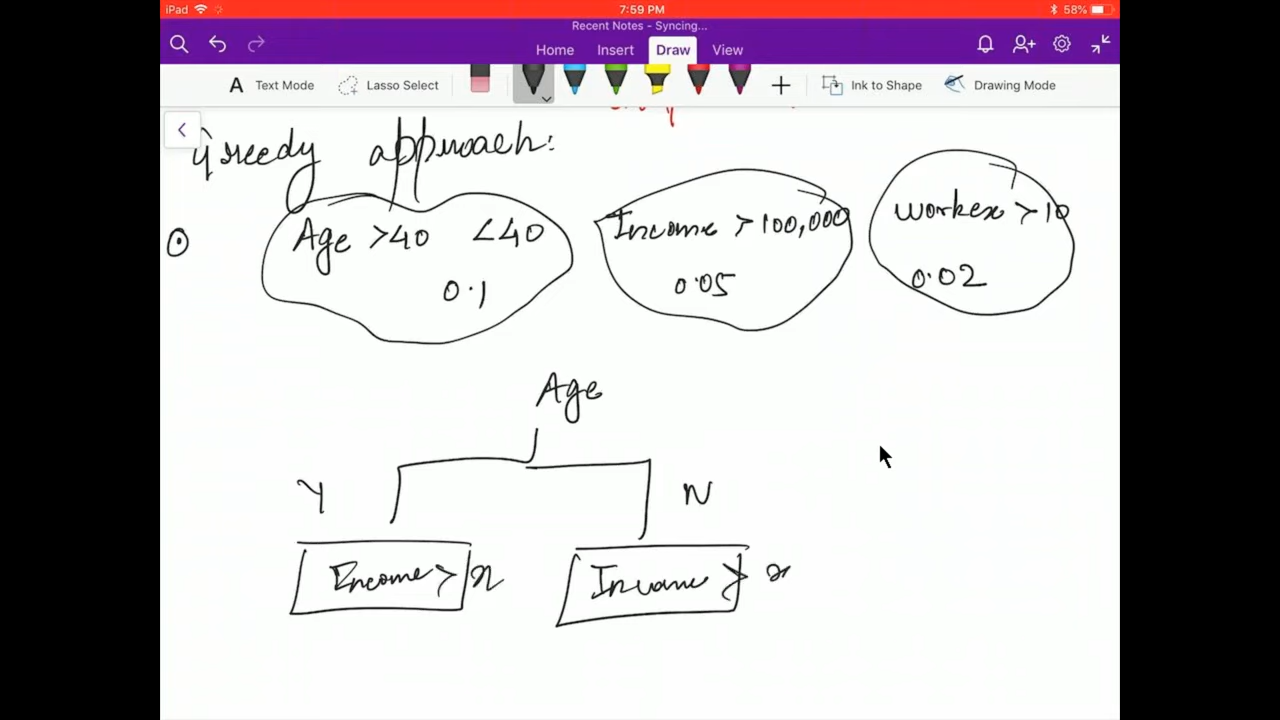 iPad 7:59 PM 58%
Recent Notes - Syncing...
Home Insert Draw View
A Text Mode Lasso Select + Ink to Shape Drawing Mode
Greedy approach:
Age >40 <40 Income > 100,000 workex > 10
0.1 0.05 0.02
Age
Y N
Income > x Income > x